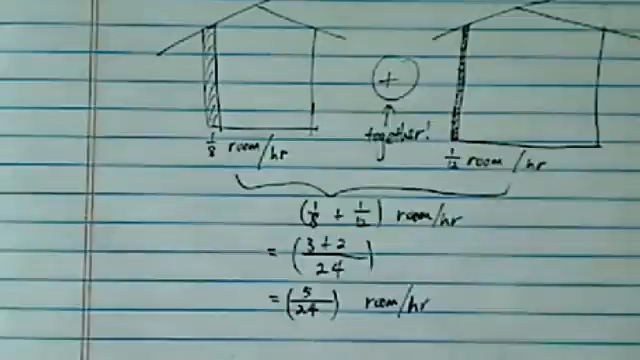 +
together!
1/8 room/hr
1/12 room/hr
(1/8 + 1/12) room/hr
= (3+2/24)
= (5/24) room/hr